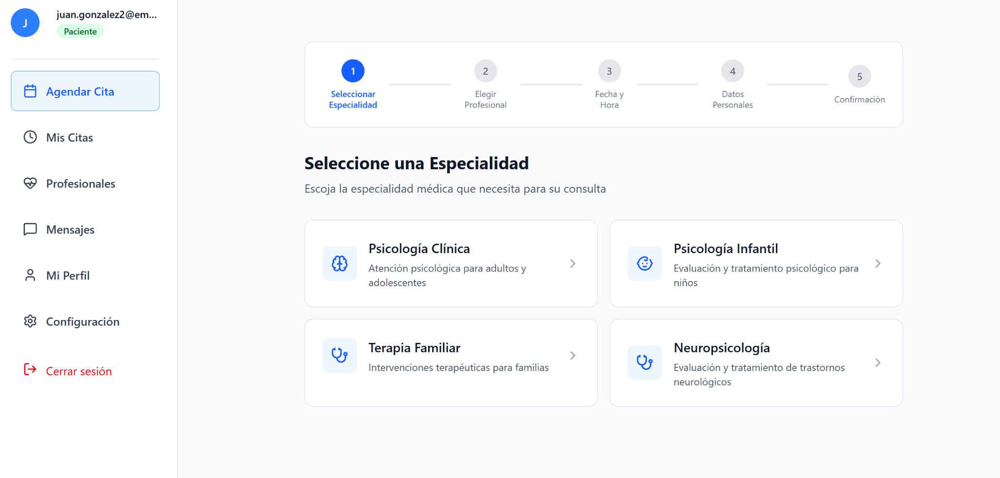 J
juan.gonzalez2@em...
Paciente
Agendar Cita
Mis Citas
Profesionales
Mensajes
Mi Perfil
Configuración
Cerrar sesión
1
Seleccionar
Especialidad
2
Elegir
Profesional
3
Fecha y
Hora
4
Datos
Personales
5
Confirmación
Seleccione una Especialidad
Escoja la especialidad médica que necesita para su consulta
Psicología Clínica
Atención psicológica para adultos y
adolescentes
Psicología Infantil
Evaluación y tratamiento psicológico para
niños
Terapia Familiar
Intervenciones terapéuticas para familias
Neuropsicología
Evaluación y tratamiento de trastornos
neurológicos